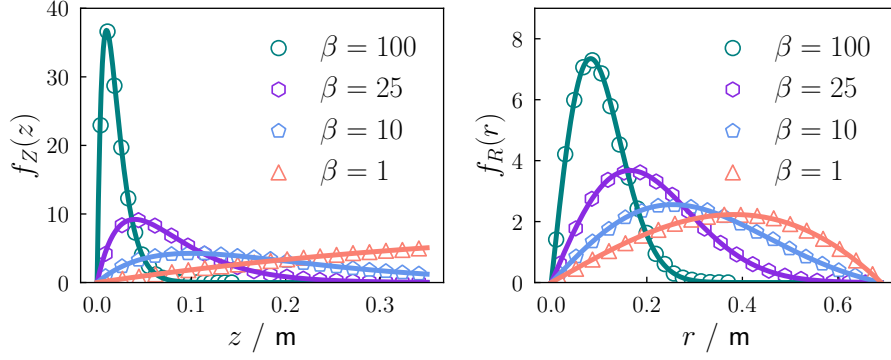 40
30
20
10
0
f_Z(z)
β = 100
β = 25
β = 10
β = 1
0.0 0.1 0.2 0.3
z / m
8
6
4
2
0
f_R(r)
β = 100
β = 25
β = 10
β = 1
0.0 0.2 0.4 0.6
r / m